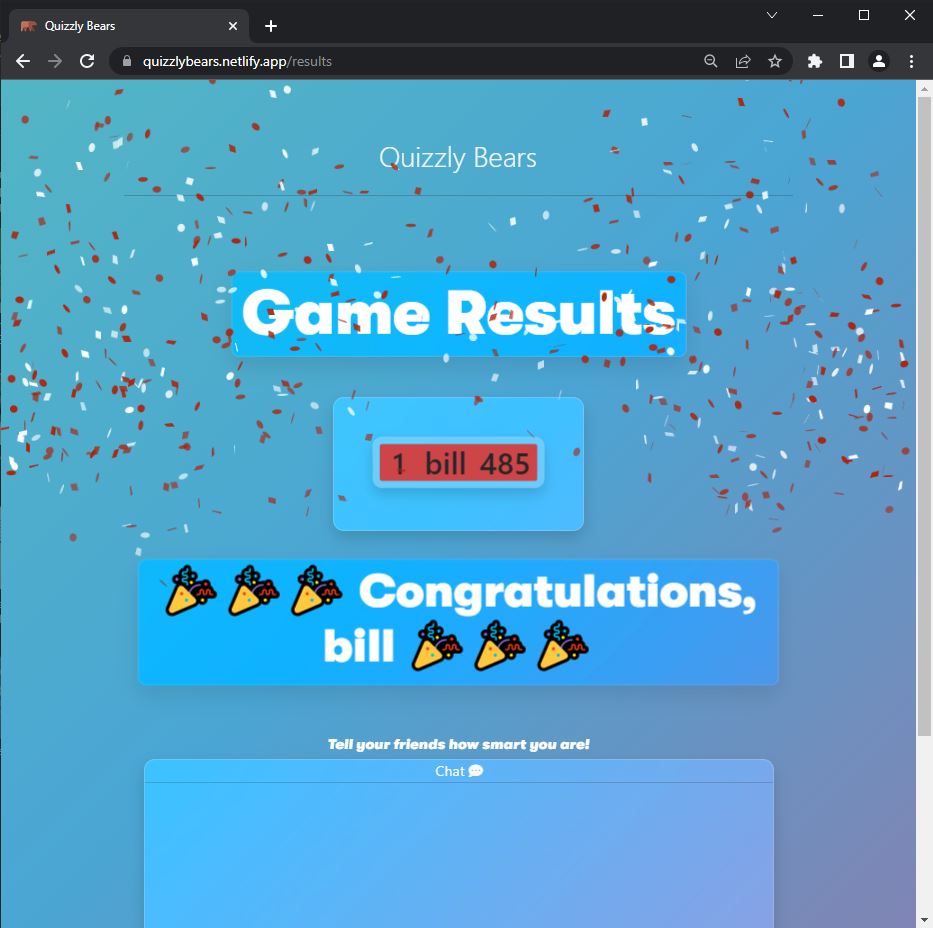 Quizzly Bears
quizzlybears.netlify.app/results
Quizzly Bears
Game Results
1 bill 485
🎉 🎉 🎉 Congratulations,
bill 🎉 🎉 🎉
Tell your friends how smart you are!
Chat 💬